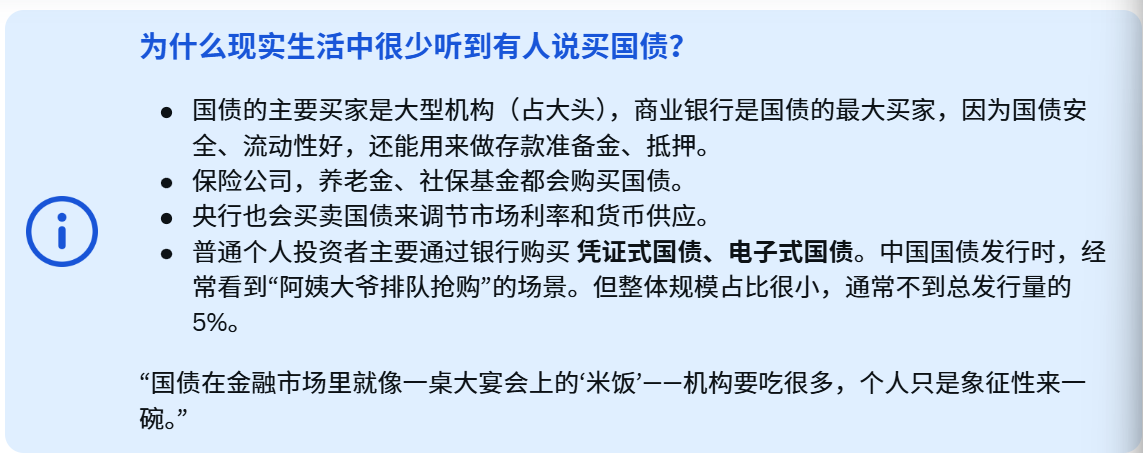 为什么现实生活中很少听到有人说买国债？
● 国债的主要买家是大型机构（占大头），商业银行是国债的最大买家，因为国债安
全、流动性好，还能用来做存款准备金、抵押。
● 保险公司，养老金、社保基金都会购买国债。
● 央行也会买卖国债来调节市场利率和货币供应。
● 普通个人投资者主要通过银行购买 凭证式国债、电子式国债。中国国债发行时，经
常看到“阿姨大爷排队抢购”的场景。但整体规模占比很小，通常不到总发行量的
5%。
“国债在金融市场里就像一桌大宴会上的‘米饭’——机构要吃很多，个人只是象征性来一
碗。”